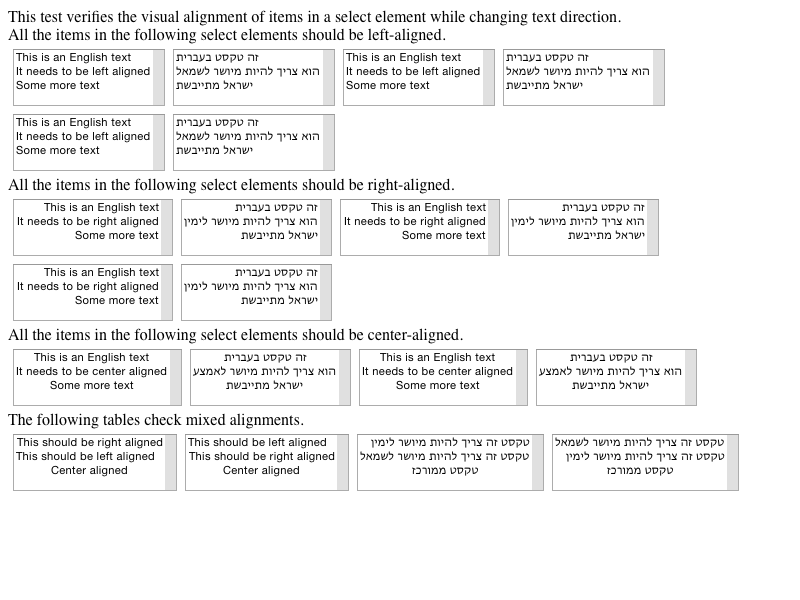 This test verifies the visual alignment of items in a select element while changing text direction.
All the items in the following select elements should be left-aligned.
This is an English text
It needs to be left aligned
Some more text
זה טקסט בעברית
הוא צריך להיות מיושר לשמאל
ישראל מתייבשת
This is an English text
It needs to be left aligned
Some more text
זה טקסט בעברית
הוא צריך להיות מיושר לשמאל
ישראל מתייבשת
This is an English text
It needs to be left aligned
Some more text
זה טקסט בעברית
הוא צריך להיות מיושר לשמאל
ישראל מתייבשת
All the items in the following select elements should be right-aligned.
This is an English text
It needs to be right aligned
Some more text
זה טקסט בעברית
הוא צריך להיות מיושר לימין
ישראל מתייבשת
This is an English text
It needs to be right aligned
Some more text
זה טקסט בעברית
הוא צריך להיות מיושר לימין
ישראל מתייבשת
This is an English text
It needs to be right aligned
Some more text
זה טקסט בעברית
הוא צריך להיות מיושר לימין
ישראל מתייבשת
All the items in the following select elements should be center-aligned.
This is an English text
It needs to be center aligned
Some more text
זה טקסט בעברית
הוא צריך להיות מיושר לאמצע
ישראל מתייבשת
This is an English text
It needs to be center aligned
Some more text
זה טקסט בעברית
הוא צריך להיות מיושר לאמצע
ישראל מתייבשת
The following tables check mixed alignments.
This should be right aligned
This should be left aligned
Center aligned
This should be left aligned
This should be right aligned
Center aligned
טקסט זה צריך להיות מיושר לימין
טקסט זה צריך להיות מיושר לשמאל
טקסט ממורכז
טקסט זה צריך להיות מיושר לשמאל
טקסט זה צריך להיות מיושר לימין
טקסט ממורכז